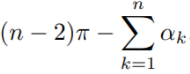 (n − 2)π − ∑_{k=1}^{n} α_k